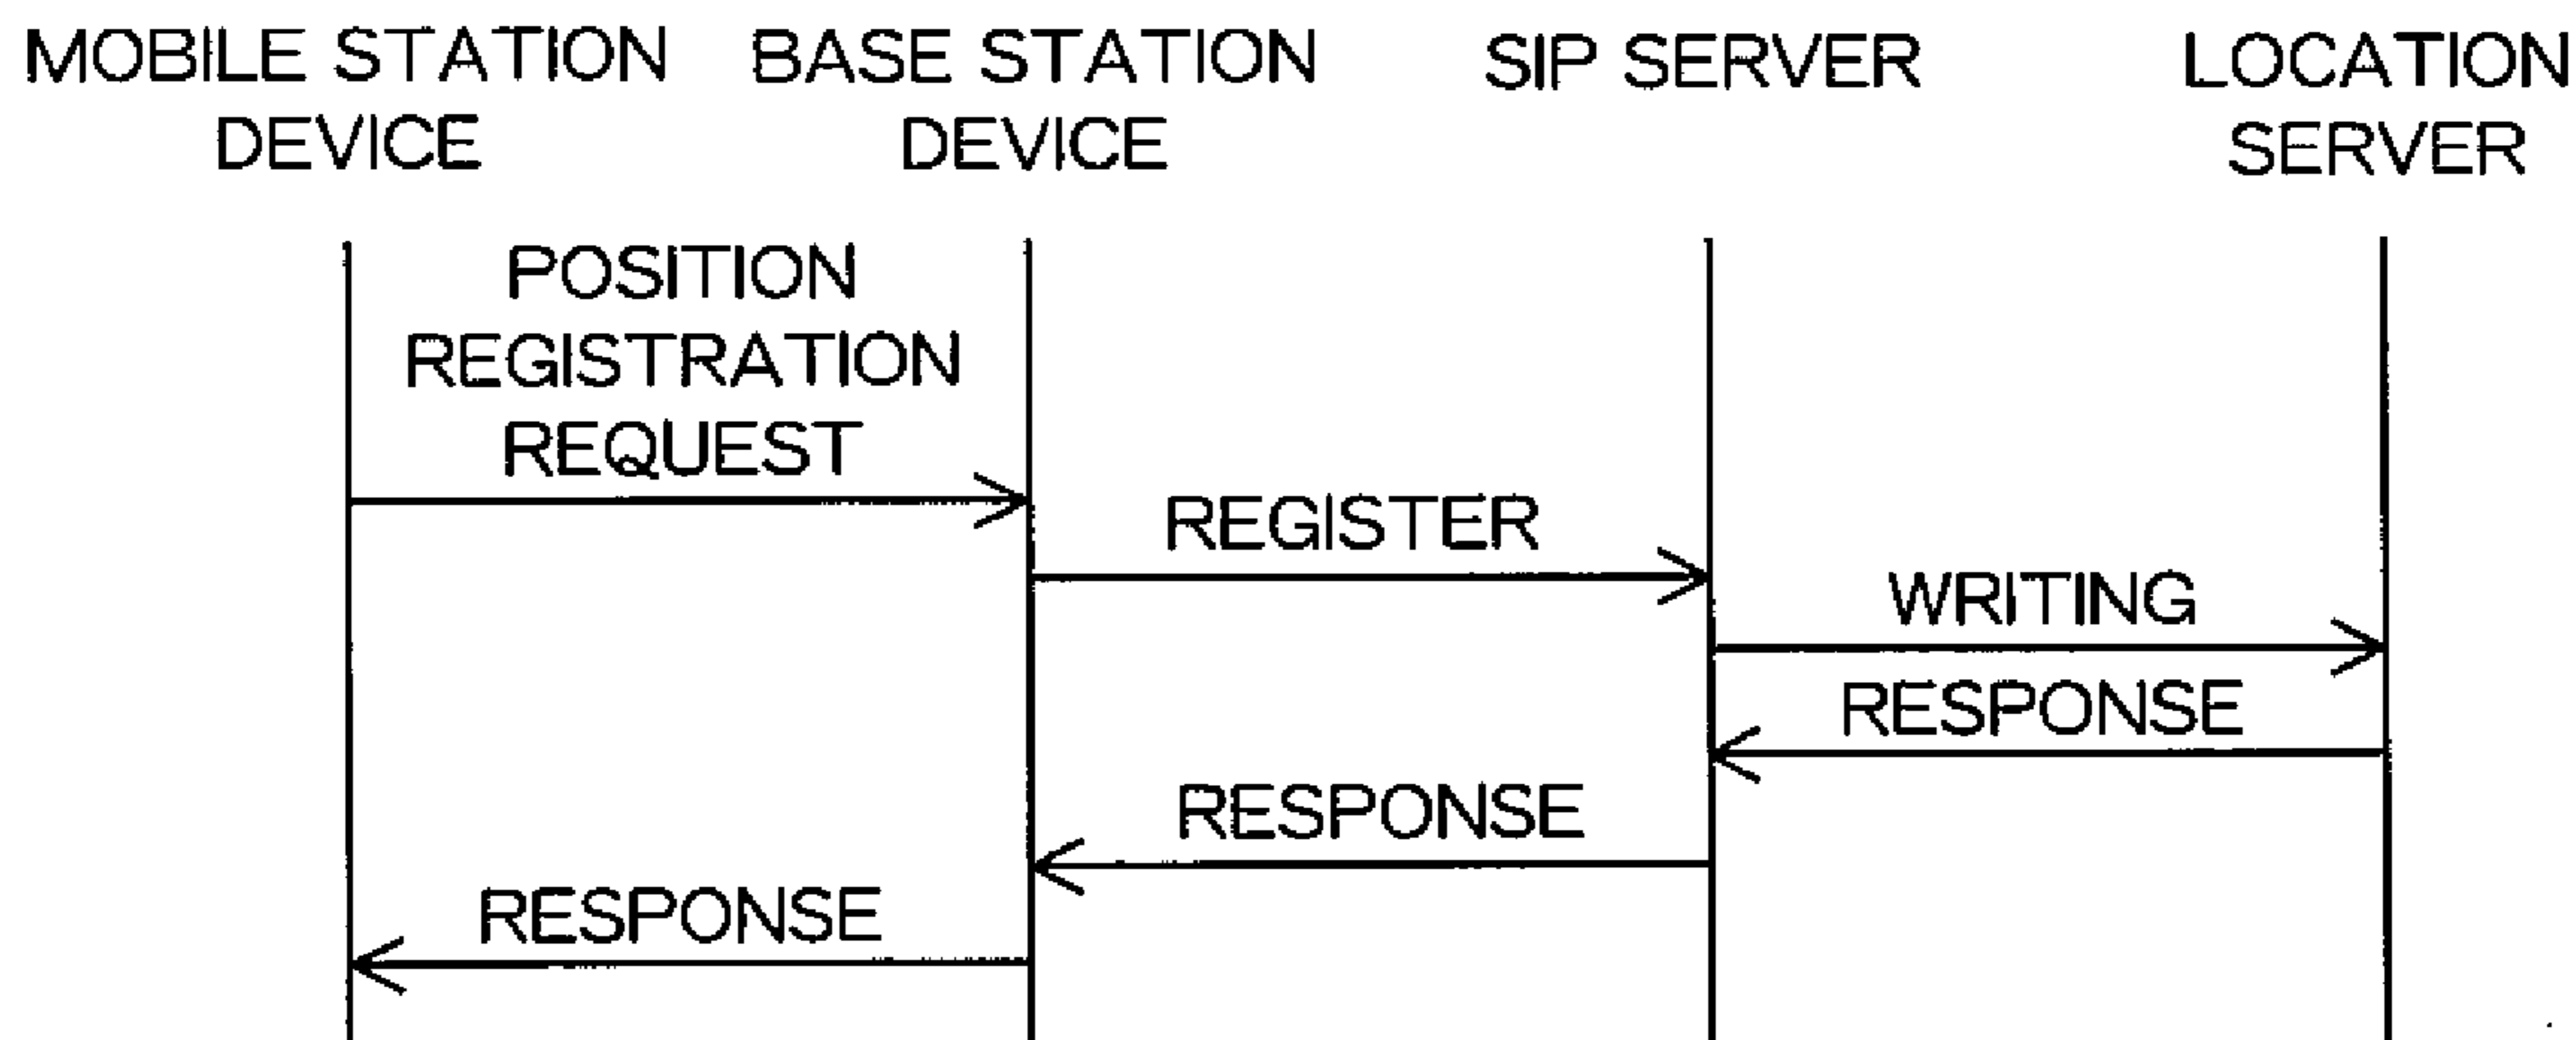 MOBILE STATION
DEVICE
BASE STATION
DEVICE
SIP SERVER
LOCATION
SERVER
POSITION
REGISTRATION
REQUEST
REGISTER
WRITING
RESPONSE
RESPONSE
RESPONSE